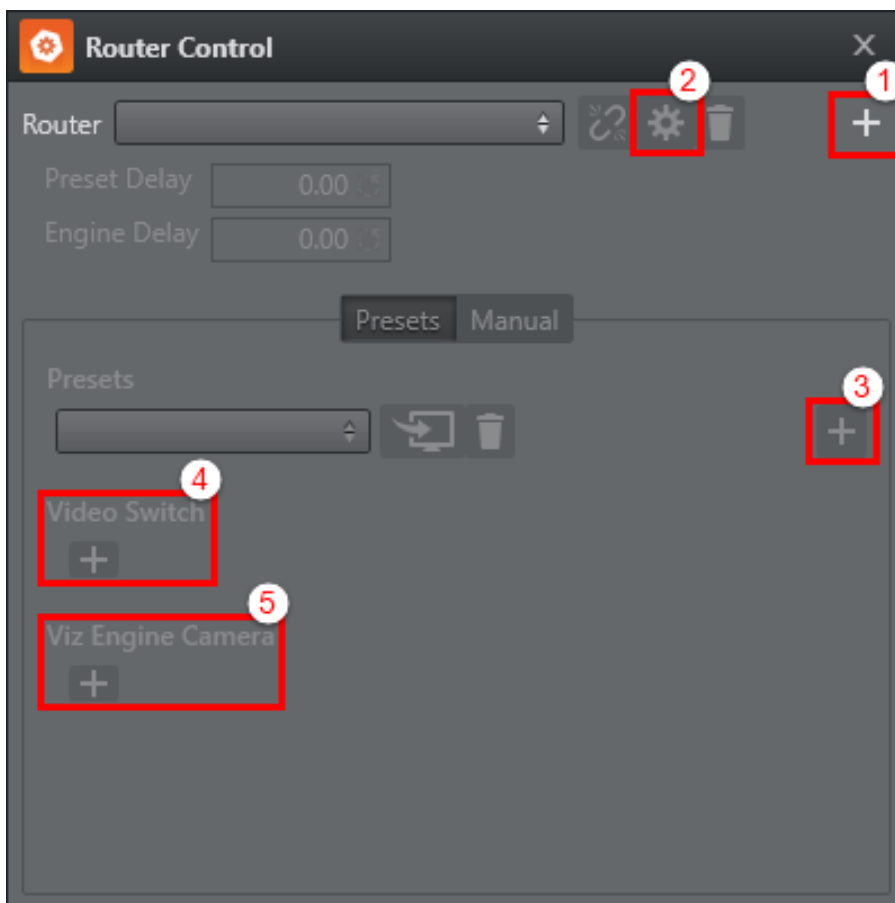 Router Control
1
2
Router
Preset Delay 0.00
Engine Delay 0.00
Presets Manual
Presets
3
4
Video Switch
5
Viz Engine Camera